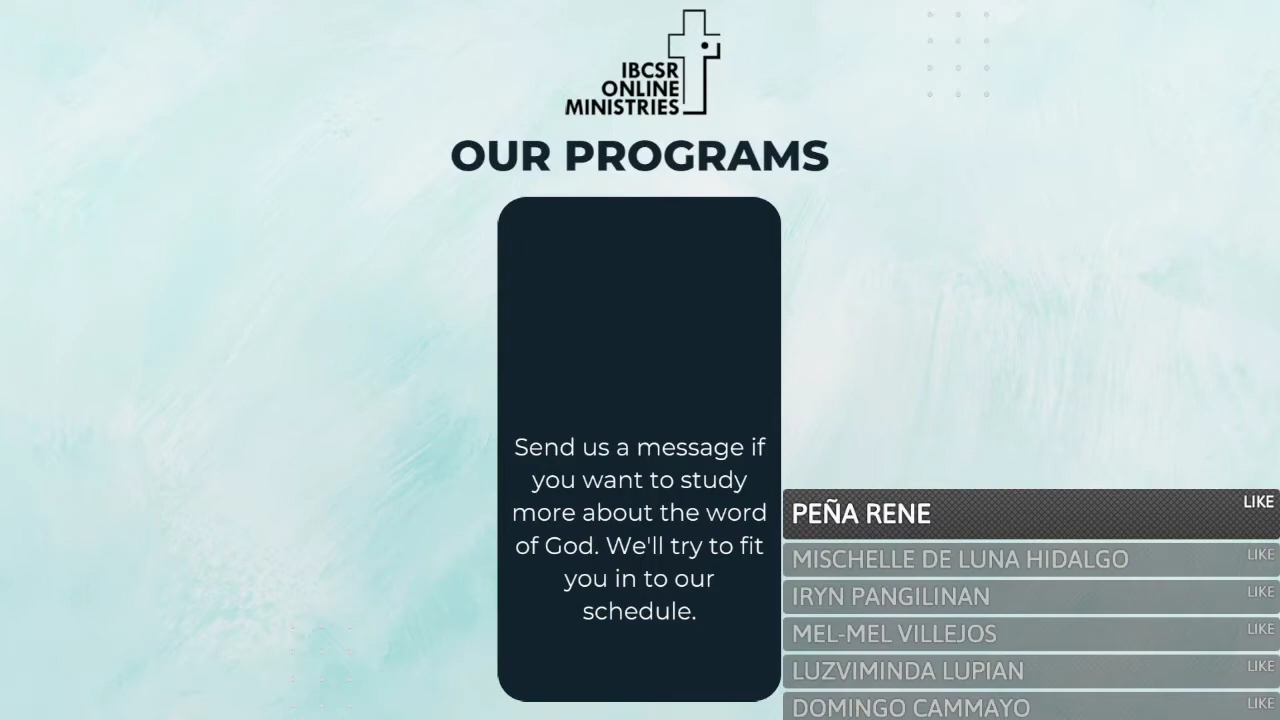 IBCSR
ONLINE
MINISTRIES
OUR PROGRAMS
Send us a message if
you want to study
more about the word
of God. We'll try to fit
you in to our
schedule.
PEÑA RENE LIKE
MISCHELLE DE LUNA HIDALGO LIKE
IRYN PANGILINAN LIKE
MEL-MEL VILLEJOS LIKE
LUZVIMINDA LUPIAN LIKE
DOMINGO CAMMAYO LIKE